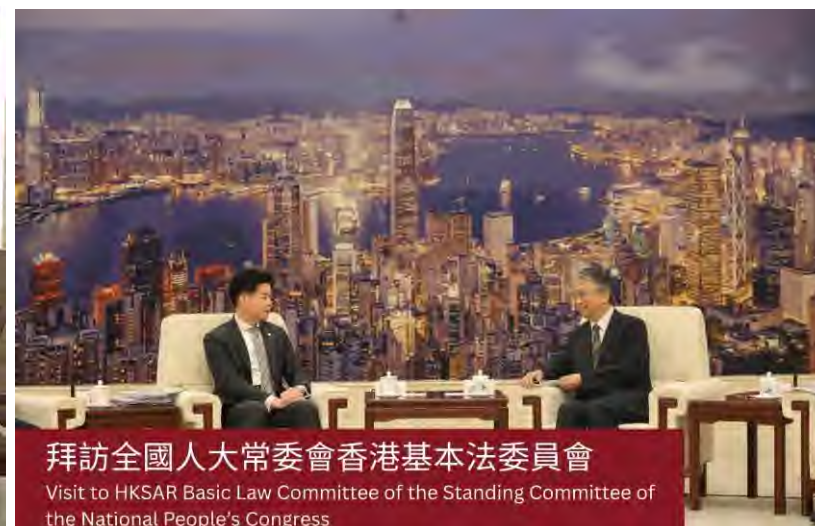 拜訪全國人大常委會香港基本法委員會
Visit to HKSAR Basic Law Committee of the Standing Committee of
the National People's Congress